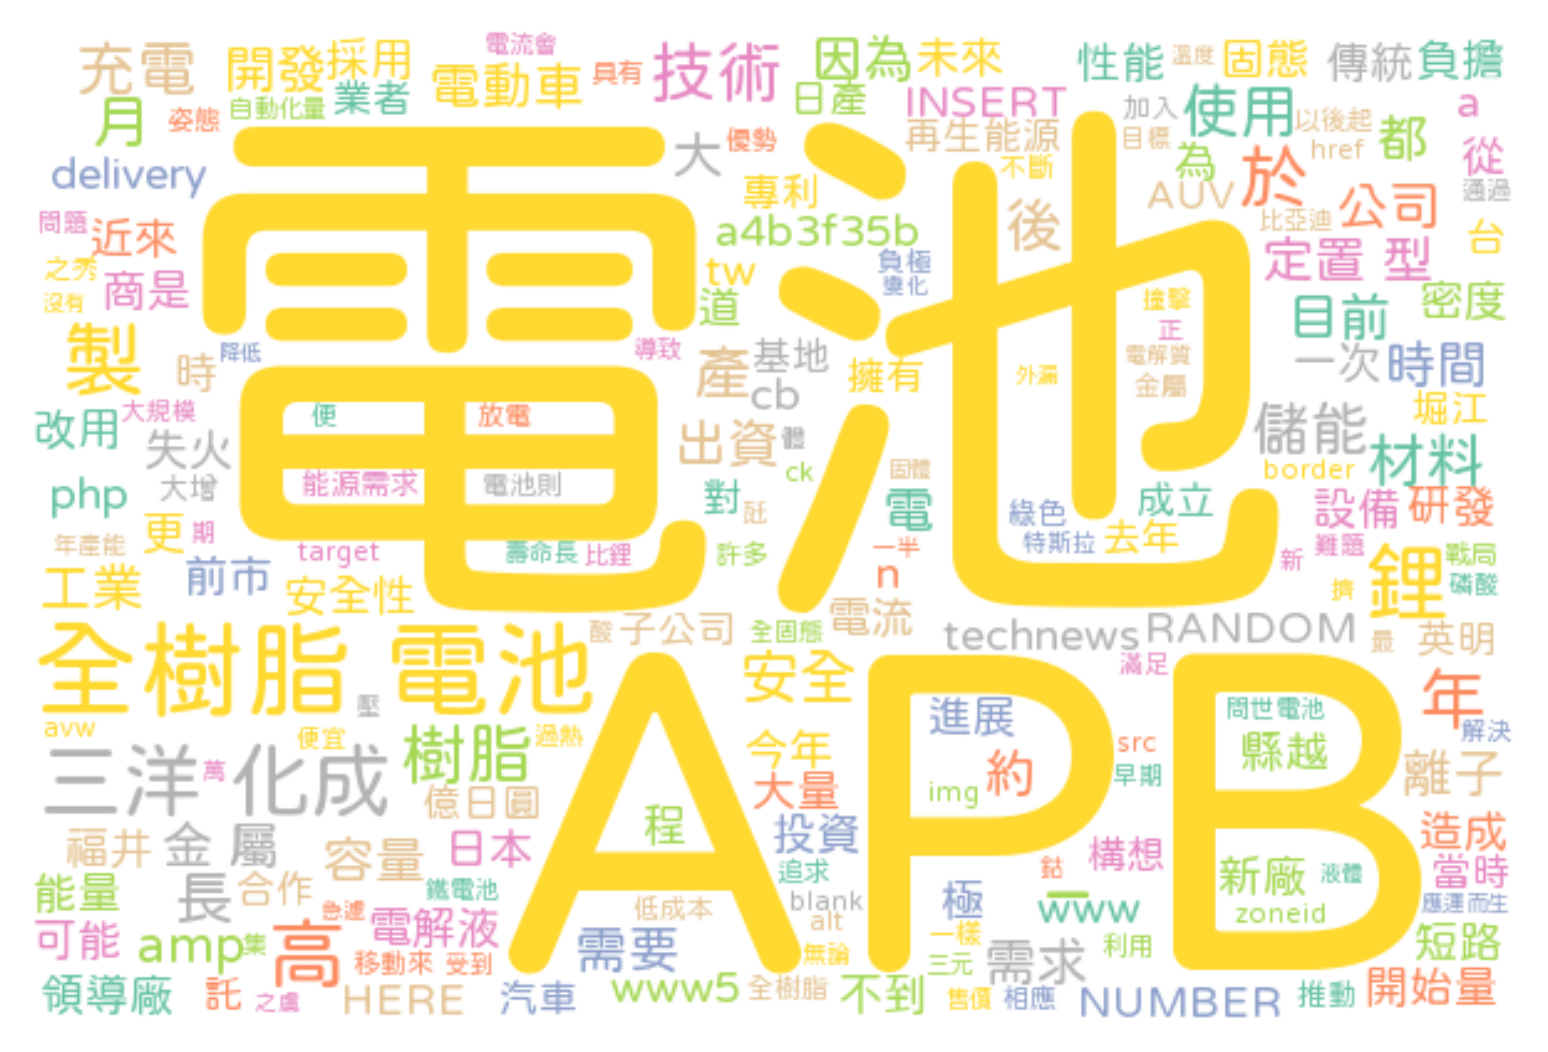 電流會
充電 開發 採用 電動車 具有 技術 因為 未來 性能 溫度 固態 傳統 負擔
月 姿態 自動化量 業者 日產 INSERT 加入 使用 以後起 a
delivery 電池 大 優勢 再生能源 目標 href 都 從
不斷 為 於 通過
專利 AUV 公司
問題 近來 a4b3f35b 後 比亞迪 台
之秀 商是 tw 負極 定置 型
沒有 道 變化 撞擊 目前 密度
製 時 降低 導致 產 基地 正 一次 時間
擁有 外漏 電解質 金屬
改用 大規模 便 放電 cb 儲能 堀江
失火 出資 體 border 材料
php 大增 能源需求 電池則 對 ck 固體 電 成立 設備 研發
年產能 更 期 綠色 特斯拉 去年 難題
target 壽命長 比鋰 許多 一半 新 鋰 戰局
工業 前市 安全性 n 擠 磷酸
全樹脂 電池 酸 子公司 全固態 電流 technews RANDOM 最 英明
壓 APB 安全 滿足 年
avw 便宜 過熱 進展 問世電池 解決
三洋 萬 化成 樹脂 今年 src 縣越
億日圓 大量 img 約 早期 離子
福井 金 屬 容量 日本 程 投資 構想 造成
能量 長 合作 鐵電池 追求 鈷 新廠 液體 當時
急遽 低成本 blank 極 www zoneid 應運而生
可能 amp 集 高 電解液 alt 一樣 利用 短路
移動來 受到 需要 無論 三元 需求
領導廠 託 之虞 HERE 汽車 www5 全樹脂 不到 售價 相應 NUMBER 推動 開始量